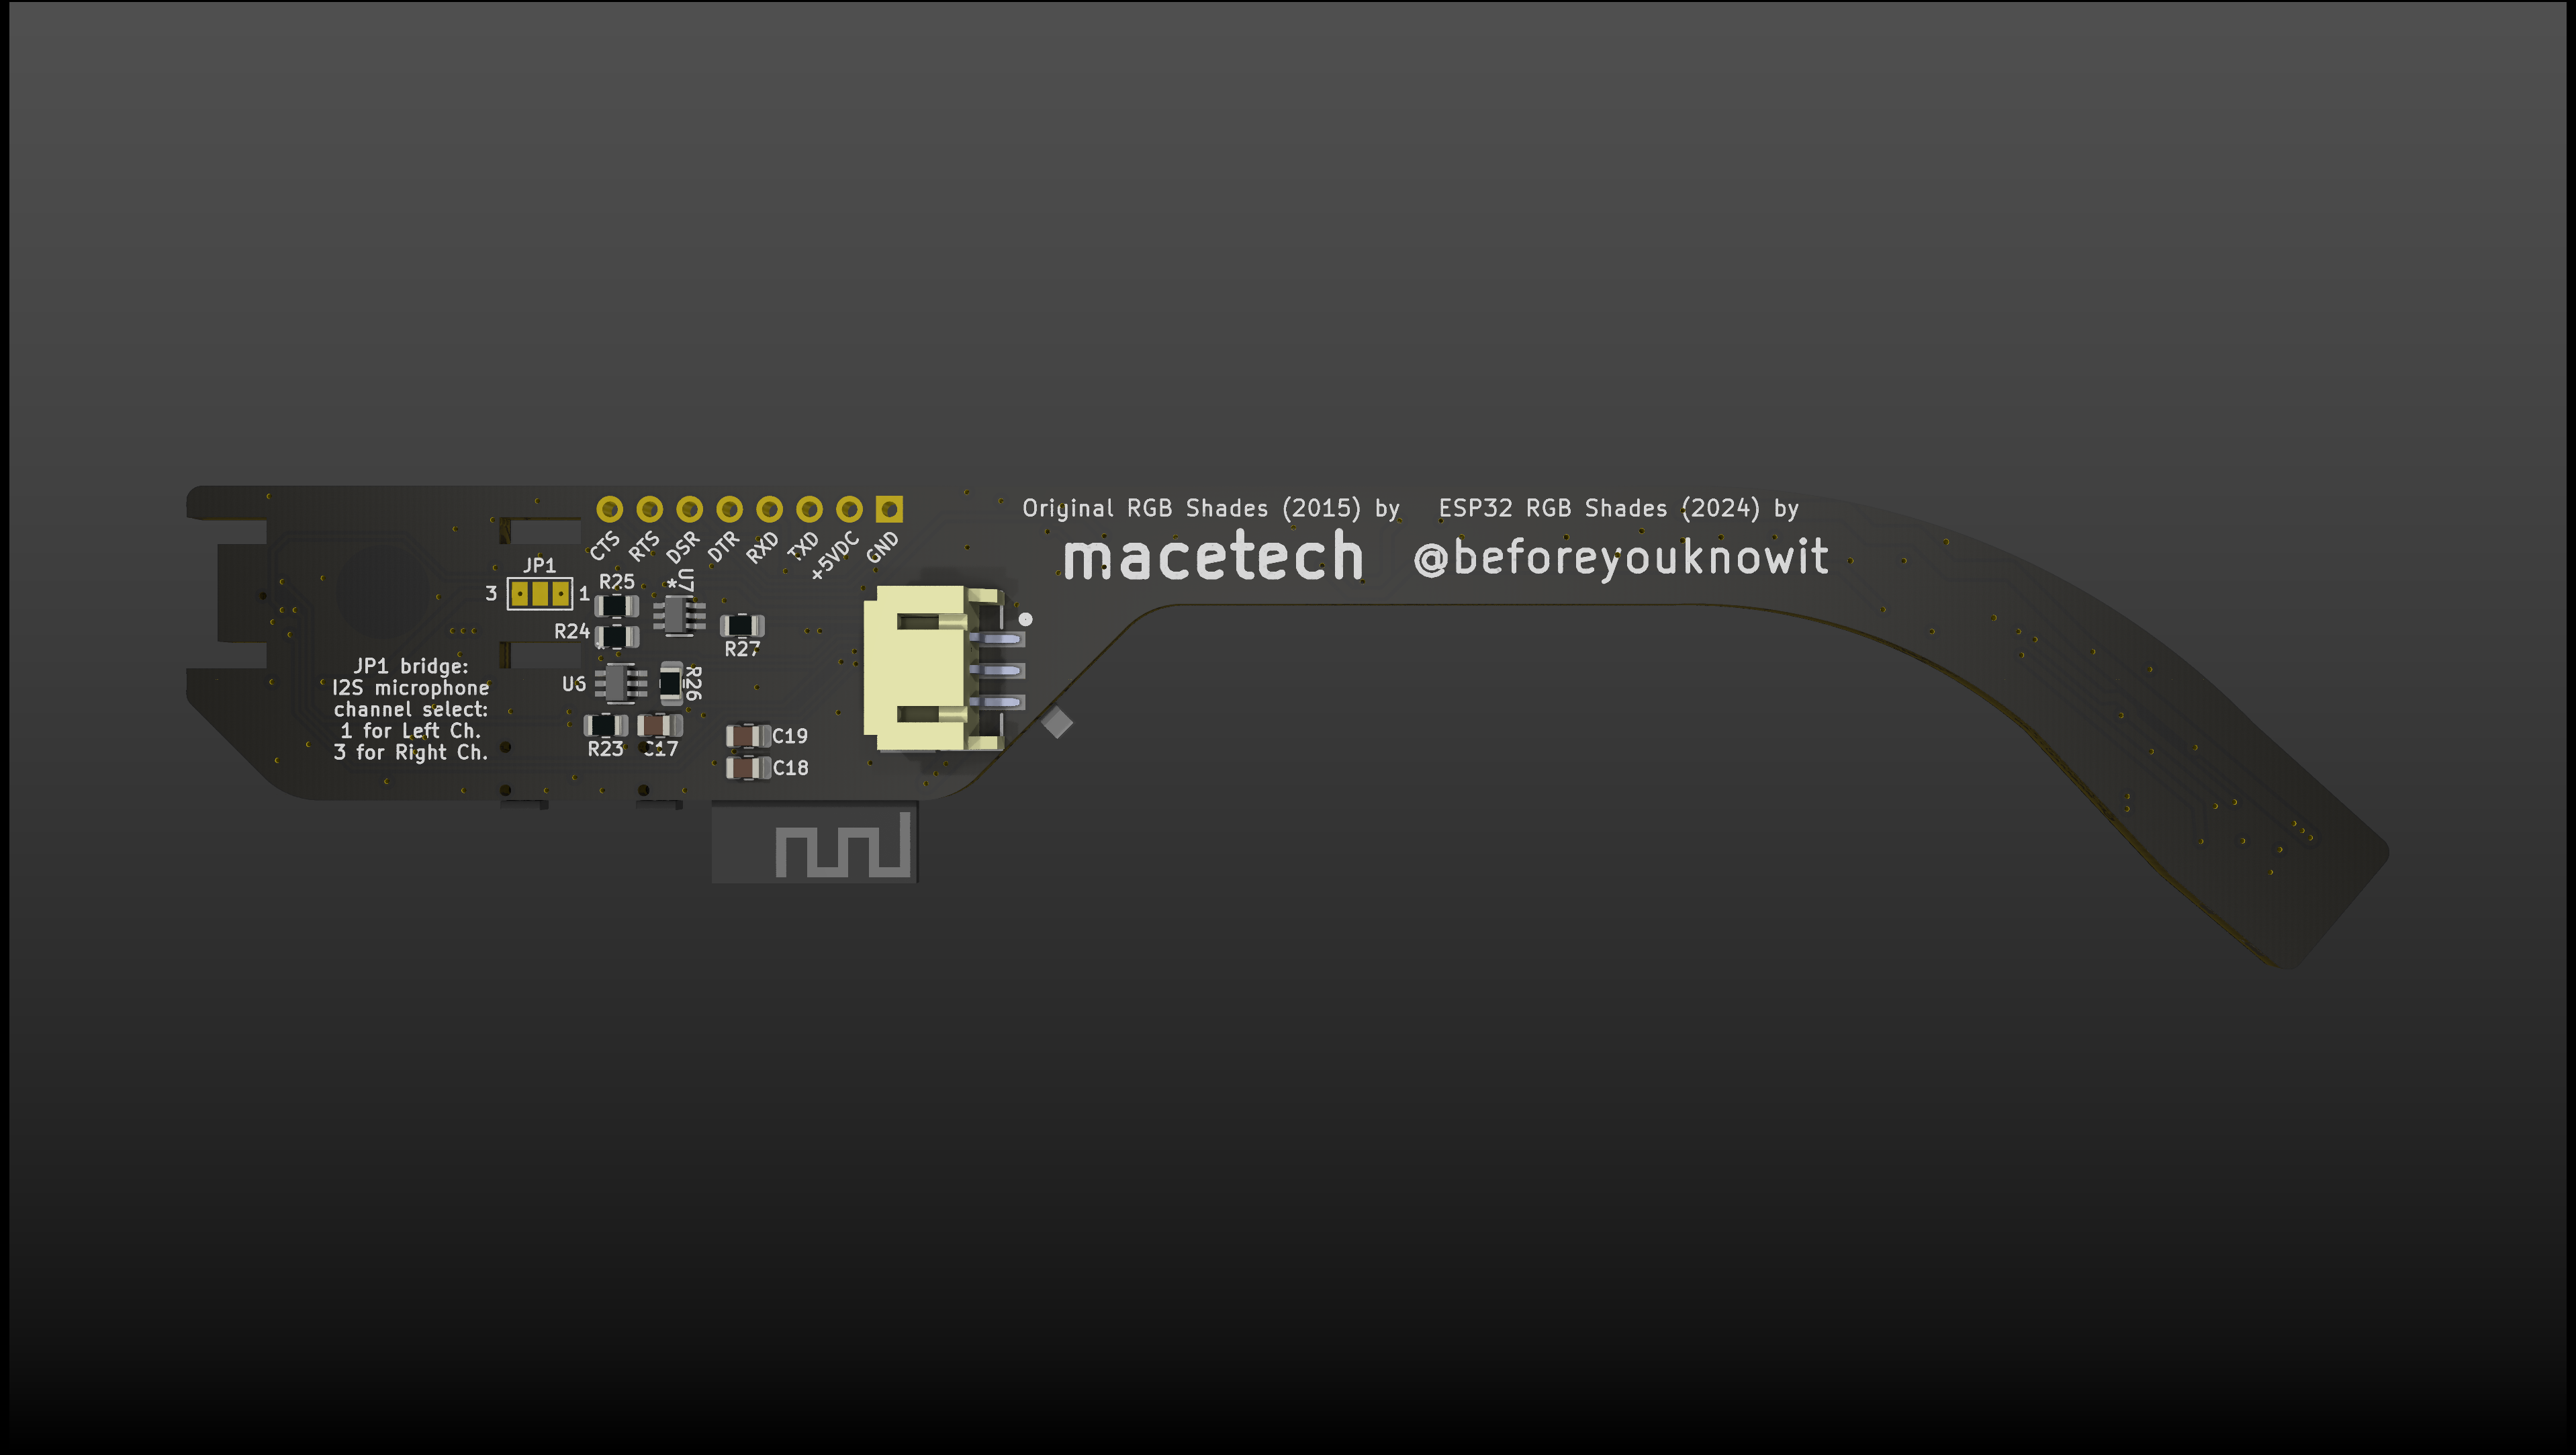 Original RGB Shades (2015) by
macetech
ESP32 RGB Shades (2024) by
@beforeyouknowit
CTS
RTS
DSR
DTR
RXD
TXD
+5VDC
GND
JP1
3
1
R25
*U7
R24
*
R27
U6
R26
R23
C17
C19
C18
JP1 bridge:
I2S microphone
channel select:
1 for Left Ch.
3 for Right Ch.